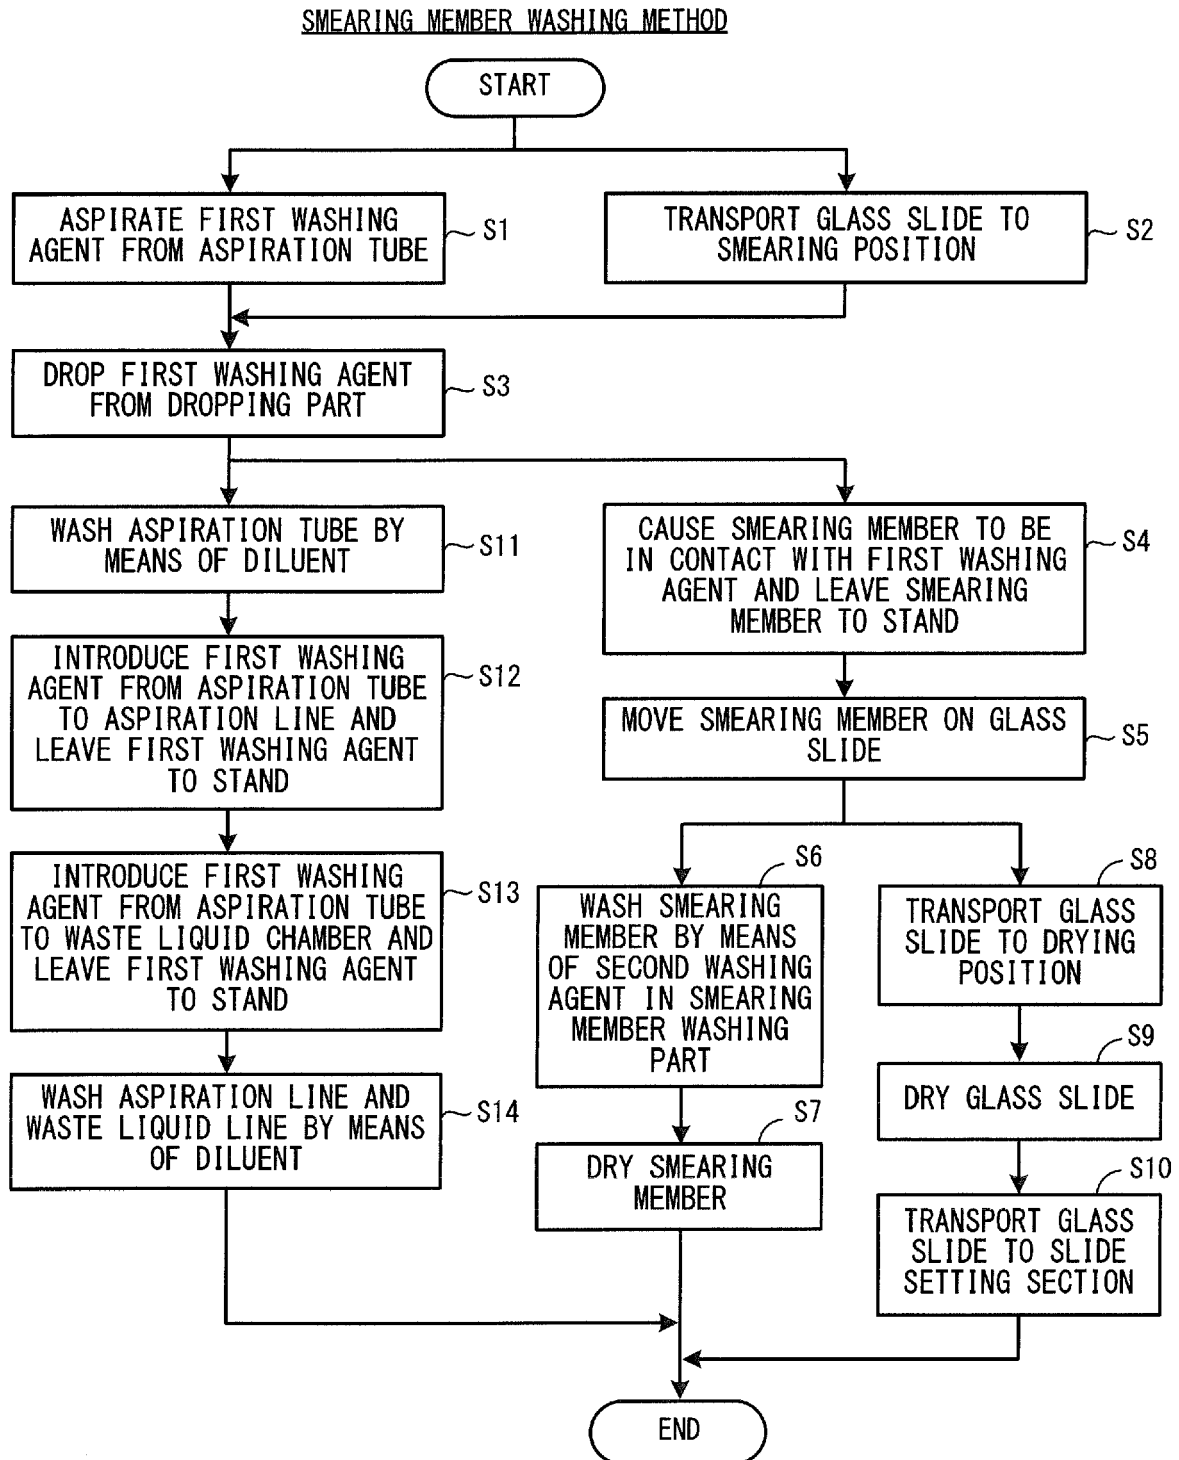 SMEARING MEMBER WASHING METHOD
START
ASPIRATE FIRST WASHING
AGENT FROM ASPIRATION TUBE
S1
TRANSPORT GLASS SLIDE TO
SMEARING POSITION
S2
DROP FIRST WASHING AGENT
FROM DROPPING PART
S3
WASH ASPIRATION TUBE BY
MEANS OF DILUENT
S11
CAUSE SMEARING MEMBER TO BE
IN CONTACT WITH FIRST WASHING
AGENT AND LEAVE SMEARING
MEMBER TO STAND
S4
INTRODUCE FIRST WASHING
AGENT FROM ASPIRATION TUBE
TO ASPIRATION LINE AND
LEAVE FIRST WASHING AGENT
TO STAND
S12
MOVE SMEARING MEMBER ON GLASS
SLIDE
S5
INTRODUCE FIRST WASHING
AGENT FROM ASPIRATION TUBE
TO WASTE LIQUID CHAMBER AND
LEAVE FIRST WASHING AGENT
TO STAND
S13
S6
WASH SMEARING
MEMBER BY MEANS
OF SECOND WASHING
AGENT IN SMEARING
MEMBER WASHING
PART
S8
TRANSPORT GLASS
SLIDE TO DRYING
POSITION
S9
DRY GLASS SLIDE
WASH ASPIRATION LINE AND
WASTE LIQUID LINE BY MEANS
OF DILUENT
S14
S7
DRY SMEARING
MEMBER
S10
TRANSPORT GLASS
SLIDE TO SLIDE
SETTING SECTION
END